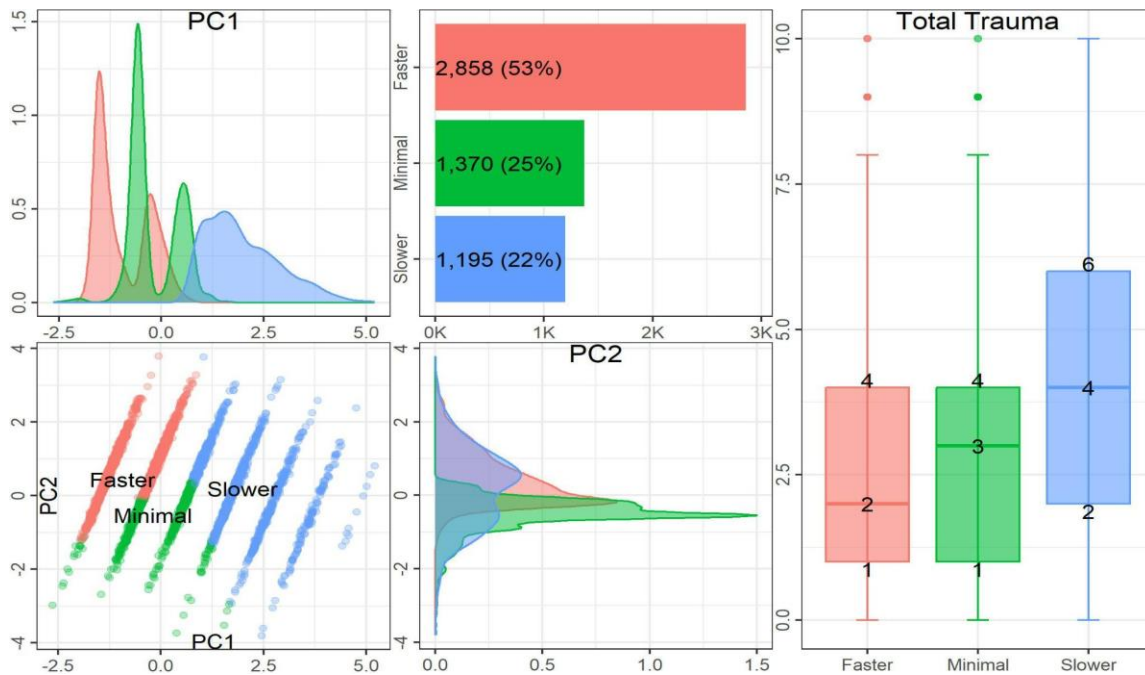 PC1
1.5
1.0
0.5
0.0
-2.5 0.0 2.5 5.0
Faster
Minimal
Slower
2,858 (53%)
1,370 (25%)
1,195 (22%)
0K 1K 2K 3K
Total Trauma
10.0
7.5
5.0
2.5
0.0
4
2
1
4
3
1
6
4
2
Faster Minimal Slower
PC2
4
2
0
-2
-4
Faster
Minimal
Slower
PC1
-2.5 0.0 2.5 5.0
PC2
4
2
0
-2
-4
0.0 0.5 1.0 1.5